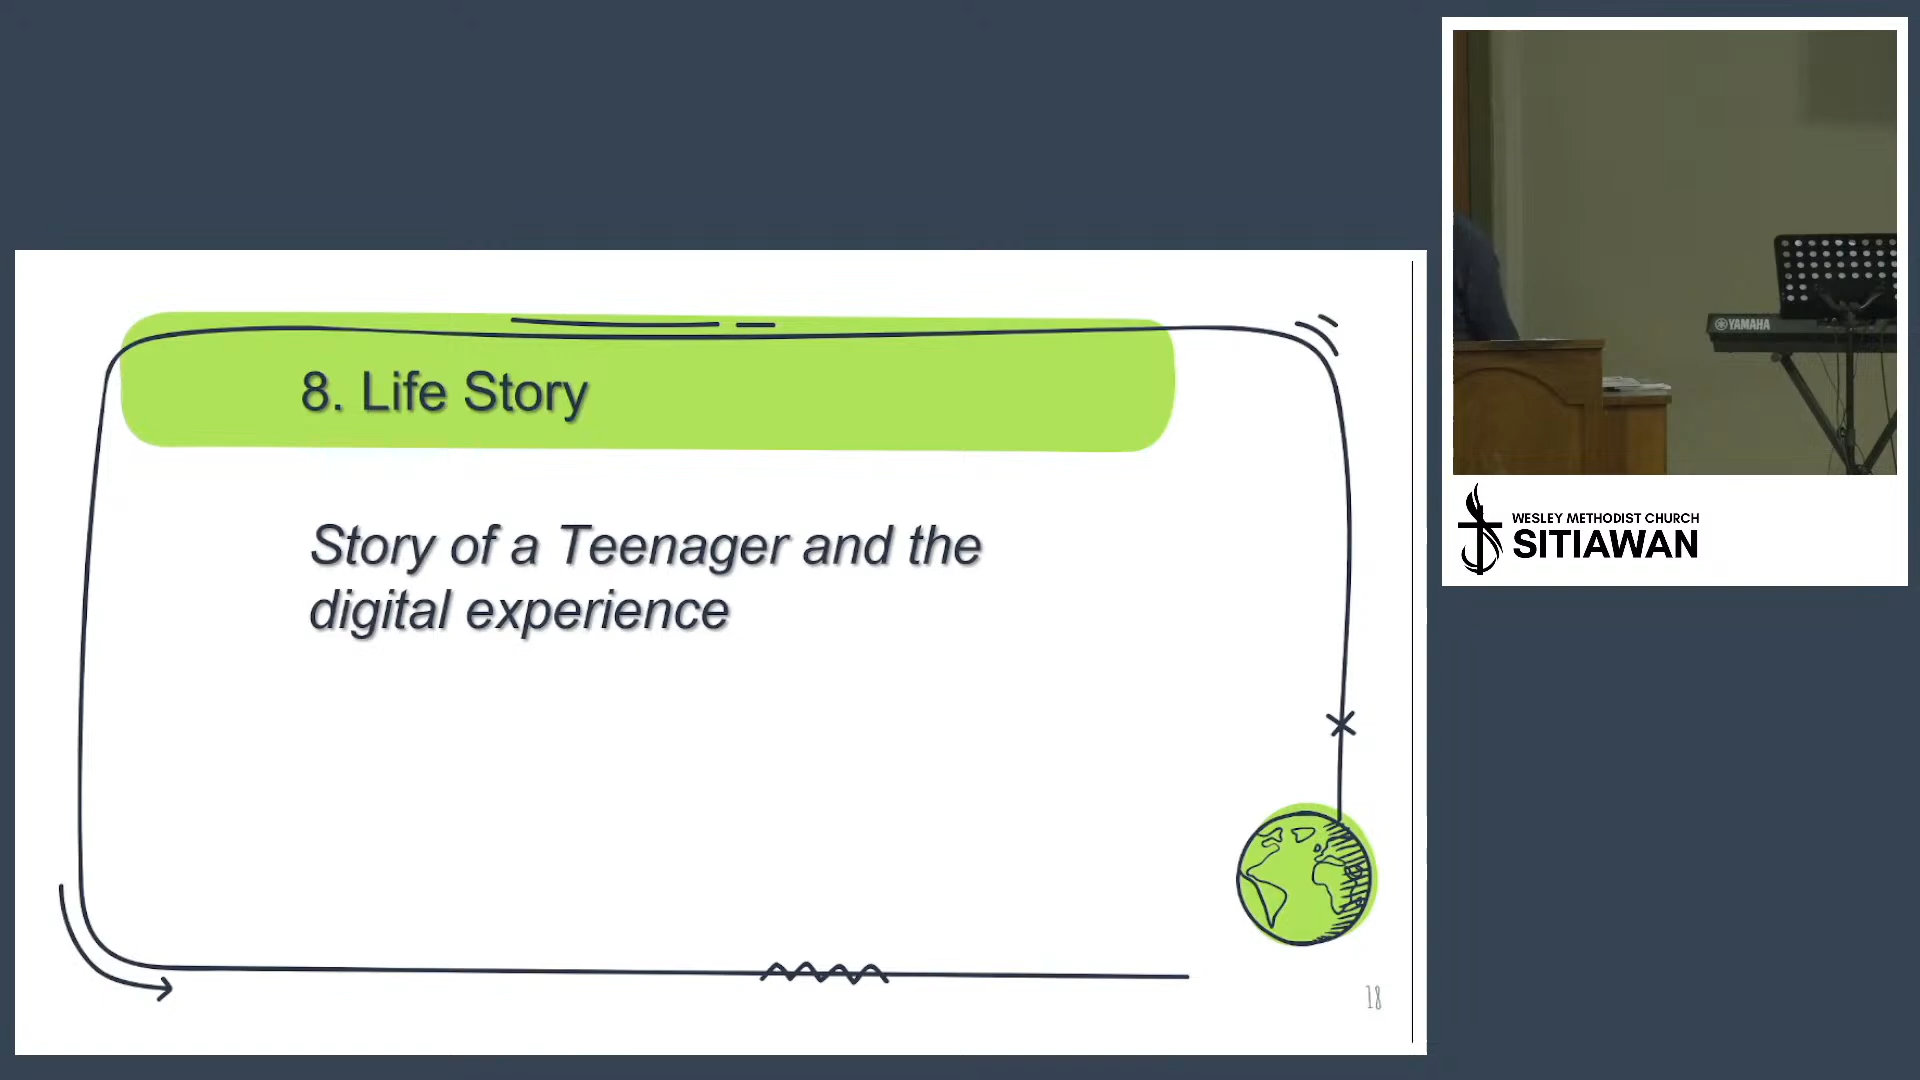 8. Life Story
Story of a Teenager and the
digital experience
18
YAMAHA
WESLEY METHODIST CHURCH
SITIAWAN